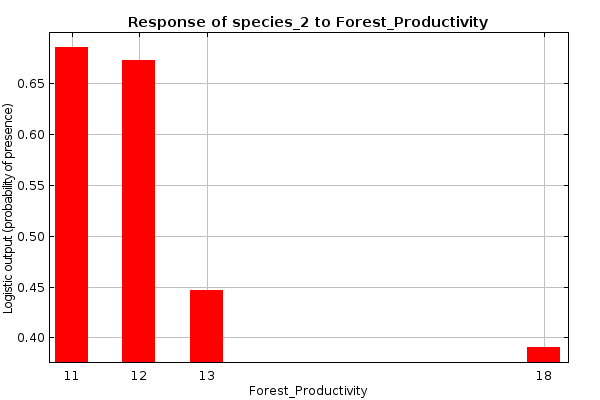 Response of species_2 to Forest_Productivity
Logistic output (probability of presence)
0.65
0.60
0.55
0.50
0.45
0.40
11 12 13 18
Forest_Productivity